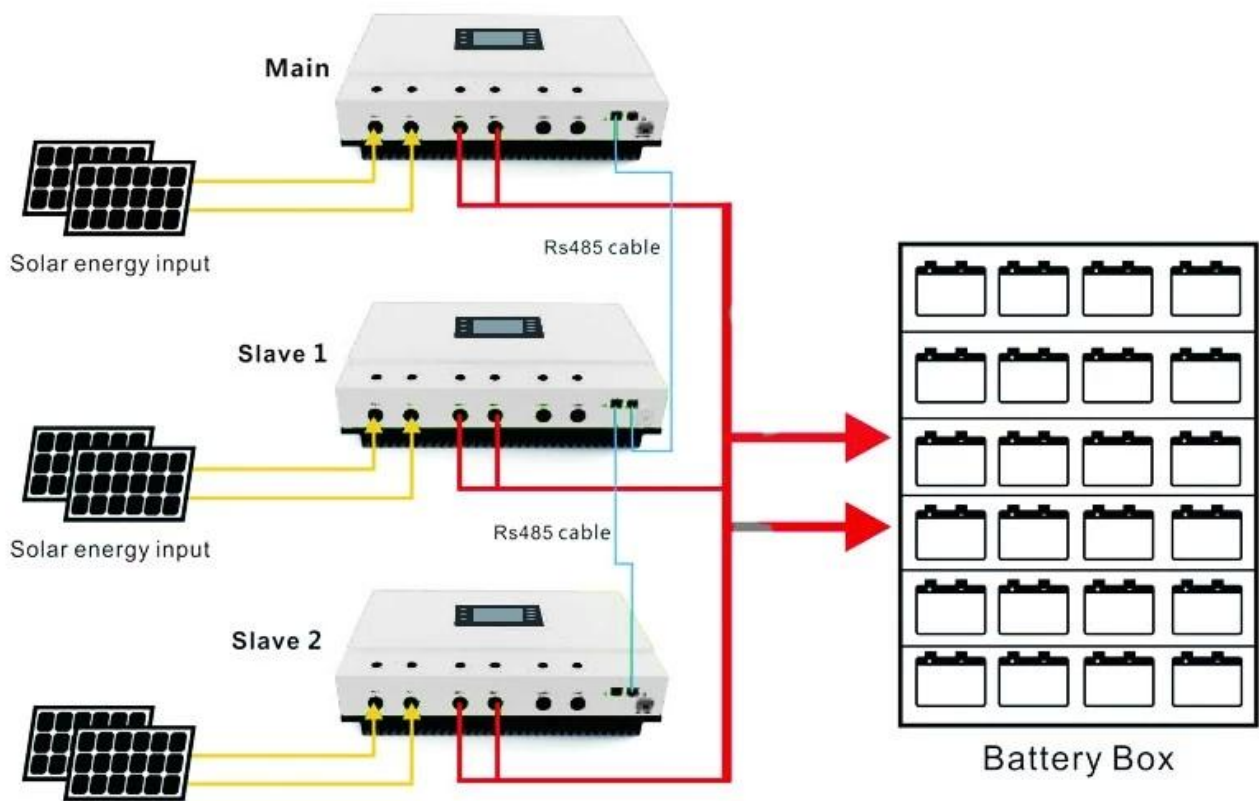 Main
Solar energy input
Rs485 cable
Slave 1
Solar energy input
Rs485 cable
Slave 2
Battery Box